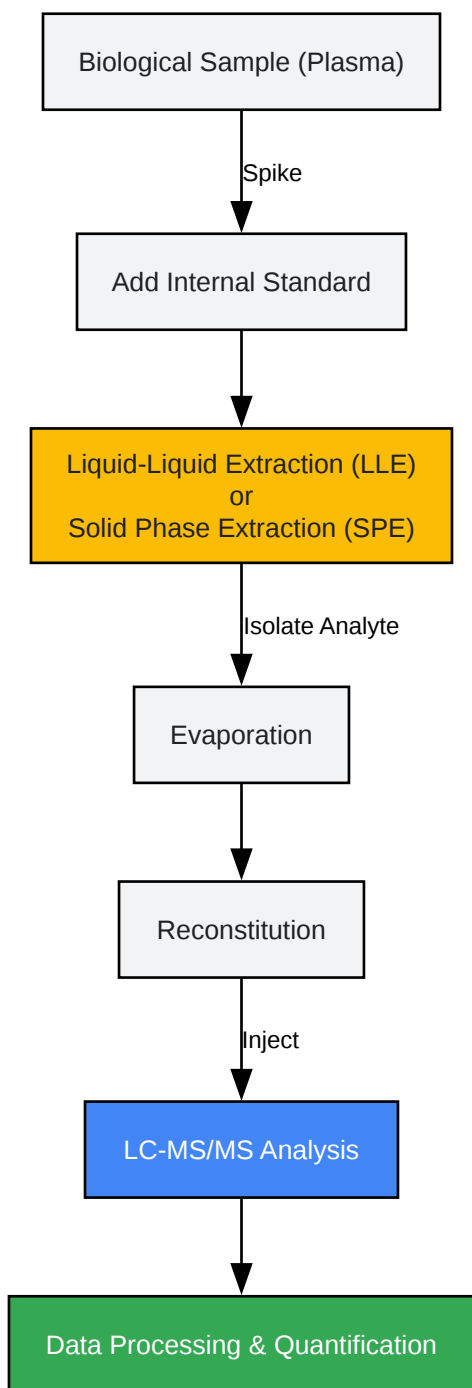 Biological Sample (Plasma)
Spike
Add Internal Standard
Liquid-Liquid Extraction (LLE)
or
Solid Phase Extraction (SPE)
Isolate Analyte
Evaporation
Reconstitution
Inject
LC-MS/MS Analysis
Data Processing & Quantification